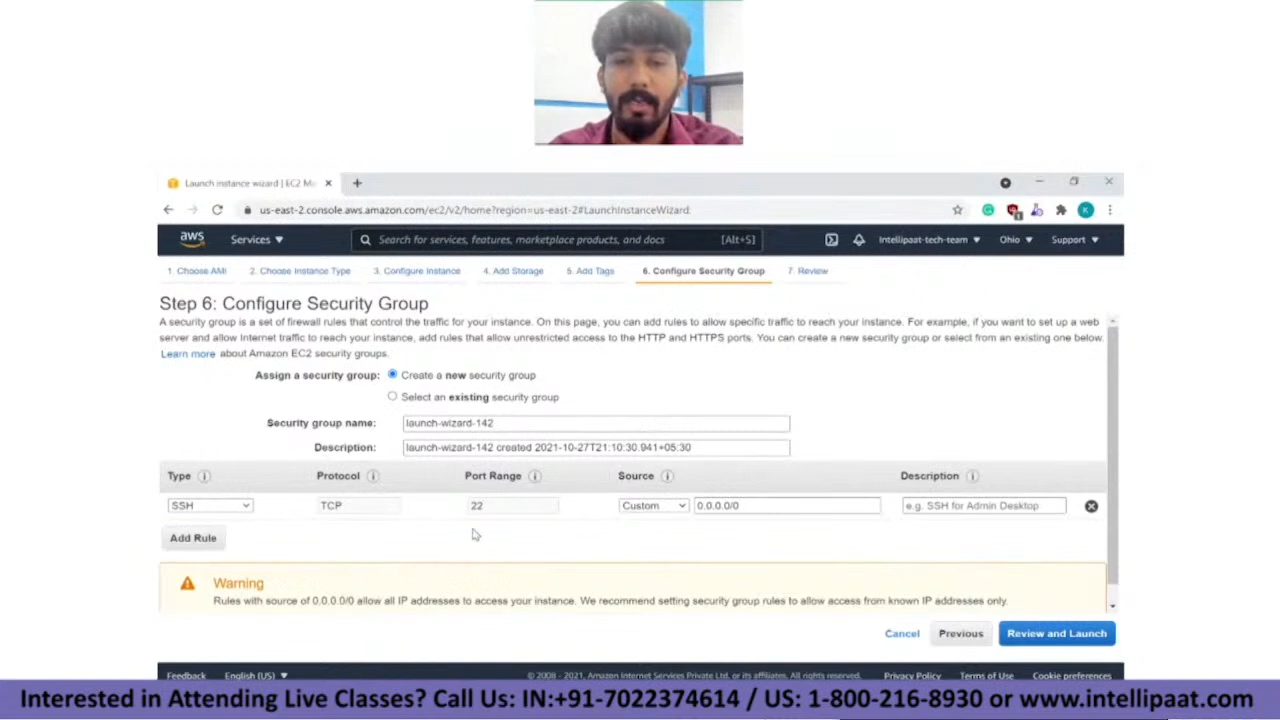 Launch instance wizard | EC2 Ma
us-east-2.console.aws.amazon.com/ec2/v2/home?region=us-east-2#LaunchInstanceWizard:
aws Services Search for services, features, marketplace products, and docs [Alt+S] Intellipaat-tech-team Ohio Support
1. Choose AMI 2. Choose Instance Type 3. Configure Instance 4. Add Storage 5. Add Tags 6. Configure Security Group 7. Review
Step 6: Configure Security Group
A security group is a set of firewall rules that control the traffic for your instance. On this page, you can add rules to allow specific traffic to reach your instance. For example, if you want to set up a web
server and allow Internet traffic to reach your instance, add rules that allow unrestricted access to the HTTP and HTTPS ports. You can create a new security group or select from an existing one below.
Learn more about Amazon EC2 security groups.
Assign a security group: Create a new security group
Select an existing security group
Security group name: launch-wizard-142
Description: launch-wizard-142 created 2021-10-27T21:10:30.941+05:30
Type Protocol Port Range Source Description
SSH TCP 22 Custom 0.0.0.0/0 e.g. SSH for Admin Desktop
Add Rule
Warning
Rules with source of 0.0.0.0/0 allow all IP addresses to access your instance. We recommend setting security group rules to allow access from known IP addresses only.
Cancel Previous Review and Launch
Feedback English (US) © 2008 - 2021, Amazon Internet Services Private Ltd. or its affiliates. All rights reserved. Privacy Policy Terms of Use Cookie preferences
Interested in Attending Live Classes? Call Us: IN:+91-7022374614 / US: 1-800-216-8930 or www.intellipaat.com